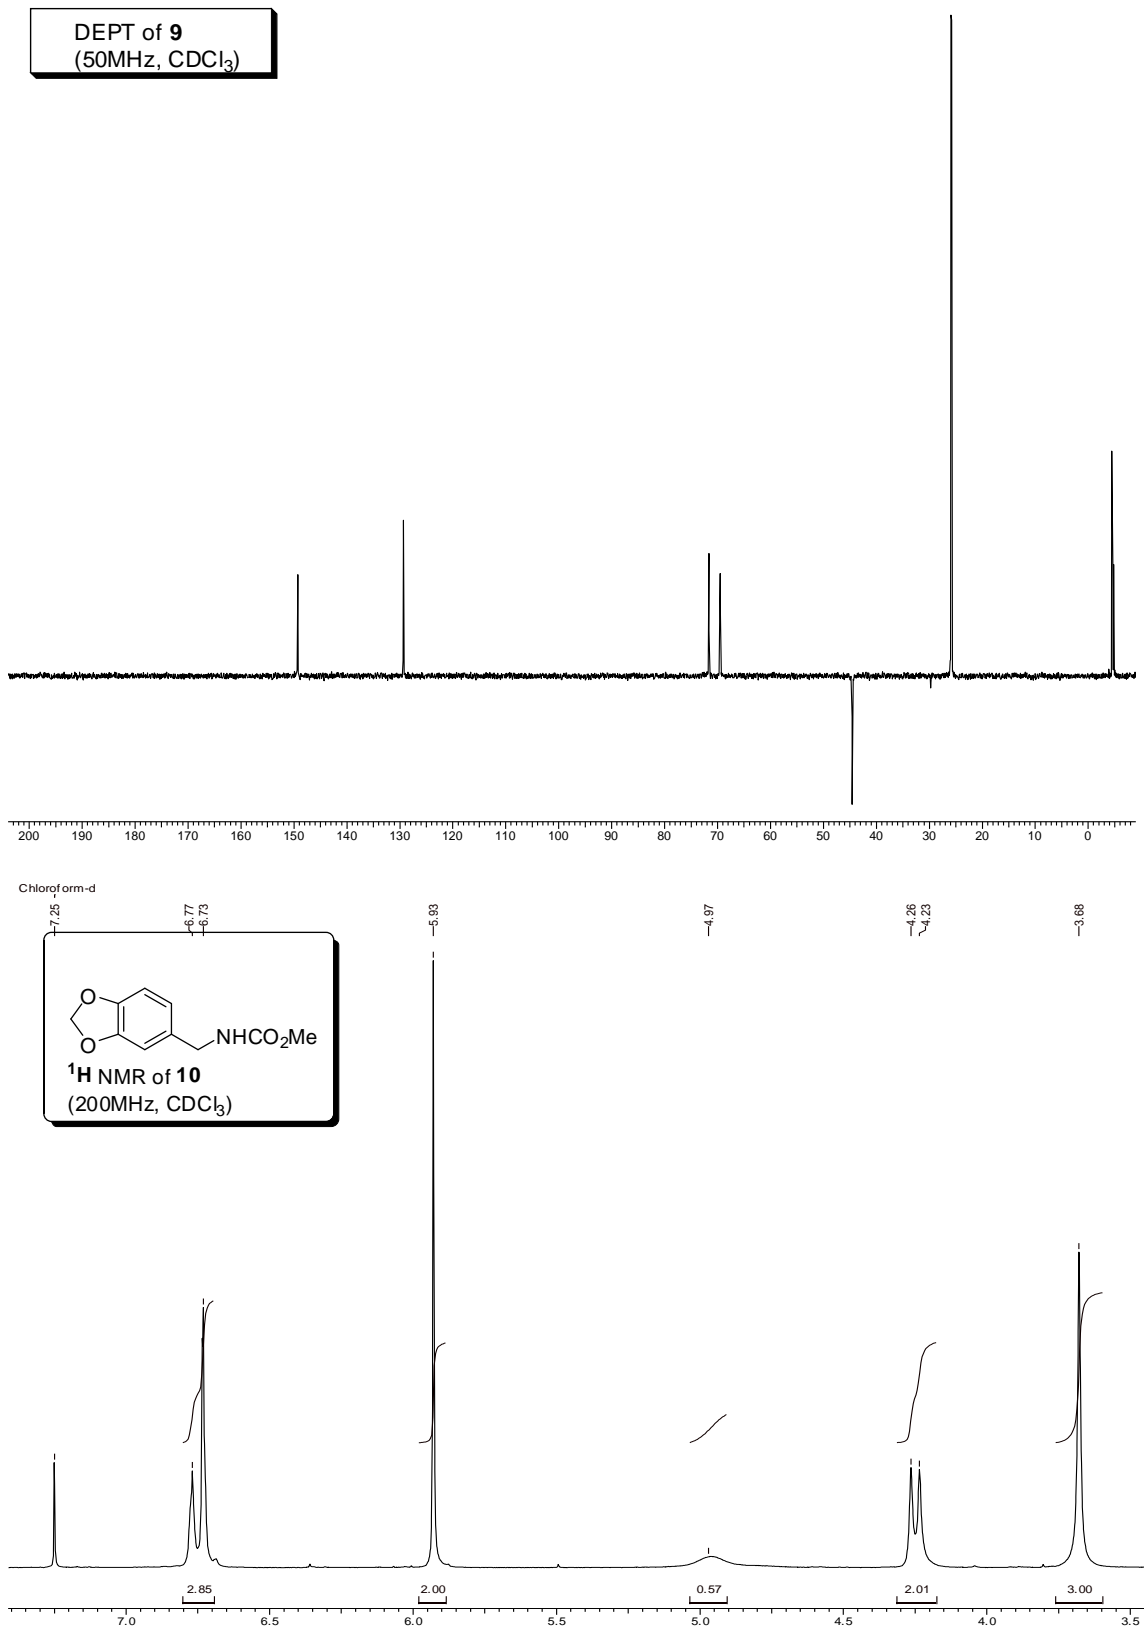 DEPT of 9
(50MHz, CDCl3)
200 190 180 170 160 150 140 130 120 110 100 90 80 70 60 50 40 30 20 10 0
Chloroform-d
7.25 6.77 6.73 5.93 4.97 4.26 4.23 3.68
O
O
NHCO2Me
1H NMR of 10
(200MHz, CDCl3)
2.85 2.00 0.57 2.01 3.00
7.0 6.5 6.0 5.5 5.0 4.5 4.0 3.5